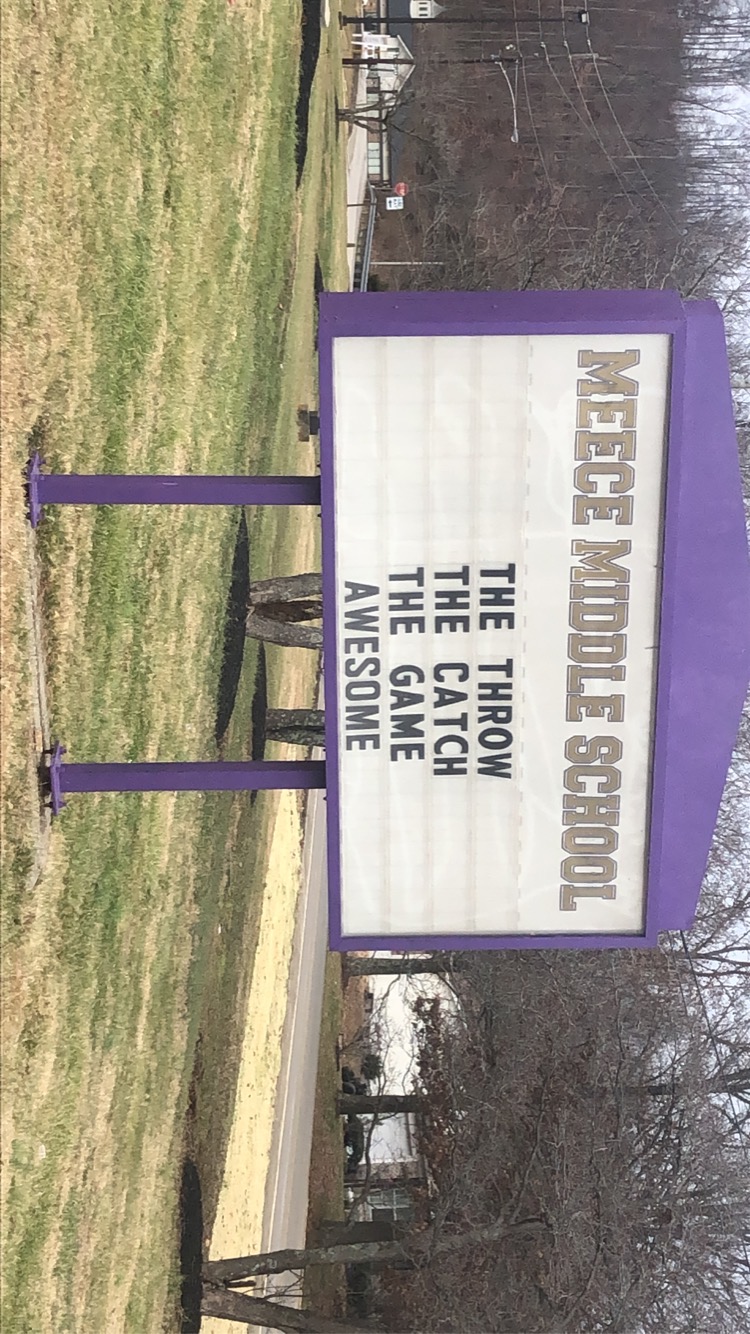 MEECE MIDDLE SCHOOL
THE THROW
THE CATCH
THE GAME
AWESOME